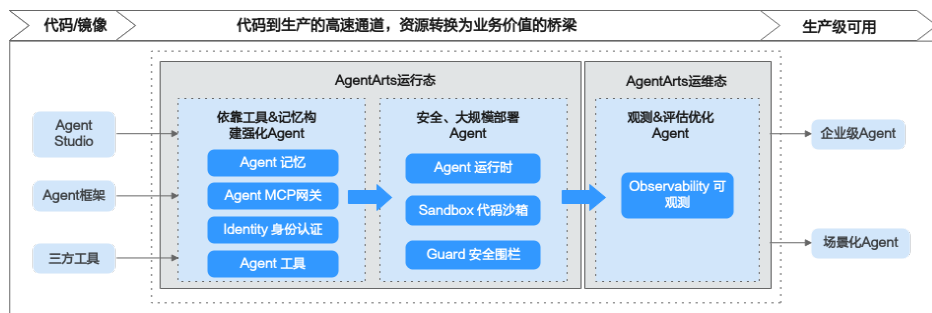 代码/镜像
代码到生产的高速通道，资源转换为业务价值的桥梁
生产级可用
AgentArts运行态
AgentArts运维态
Agent
Studio
Agent框架
三方工具
依靠工具&记忆构
建强化Agent
Agent 记忆
Agent MCP网关
Identity 身份认证
Agent 工具
安全、大规模部署
Agent
Agent 运行时
Sandbox 代码沙箱
Guard 安全围栏
观测&评估优化
Agent
Observability 可
观测
企业级Agent
场景化Agent